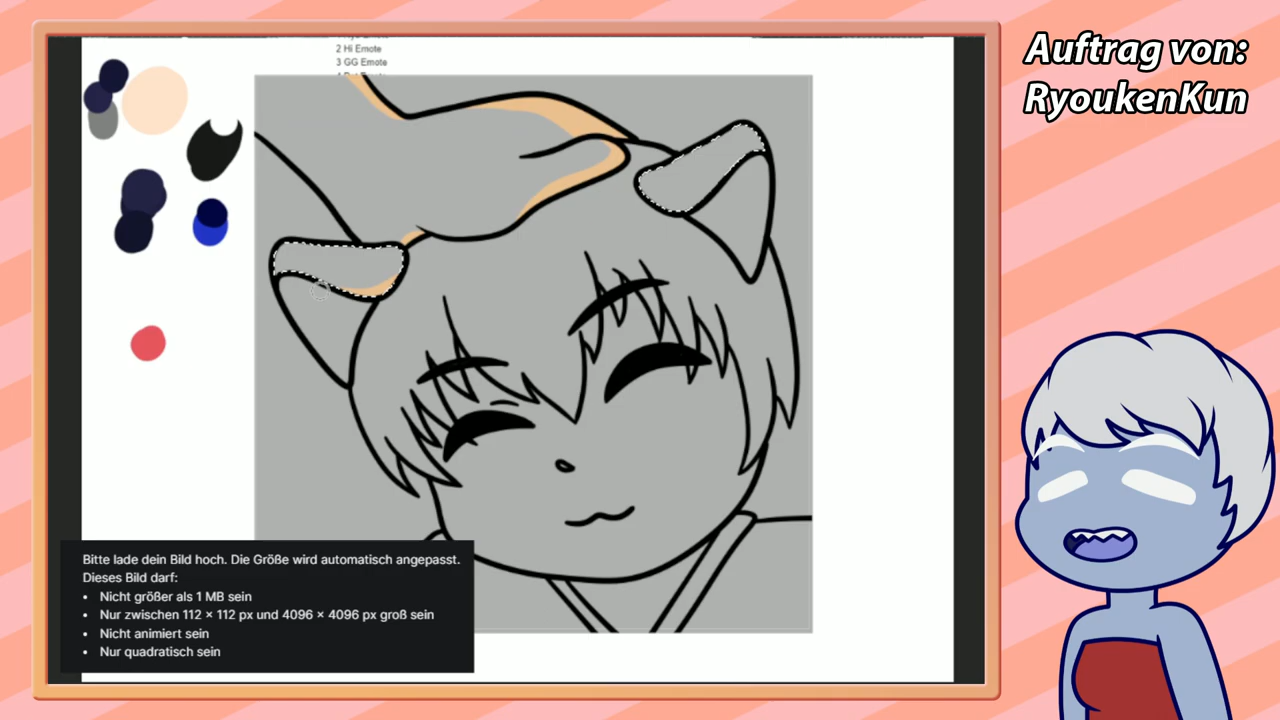 2 Hi Emote
3 GG Emote
Auftrag von:
RyoukenKun
Bitte lade dein Bild hoch. Die Größe wird automatisch angepasst.
Dieses Bild darf:
• Nicht größer als 1 MB sein
• Nur zwischen 112 × 112 px und 4096 × 4096 px groß sein
• Nicht animiert sein
• Nur quadratisch sein